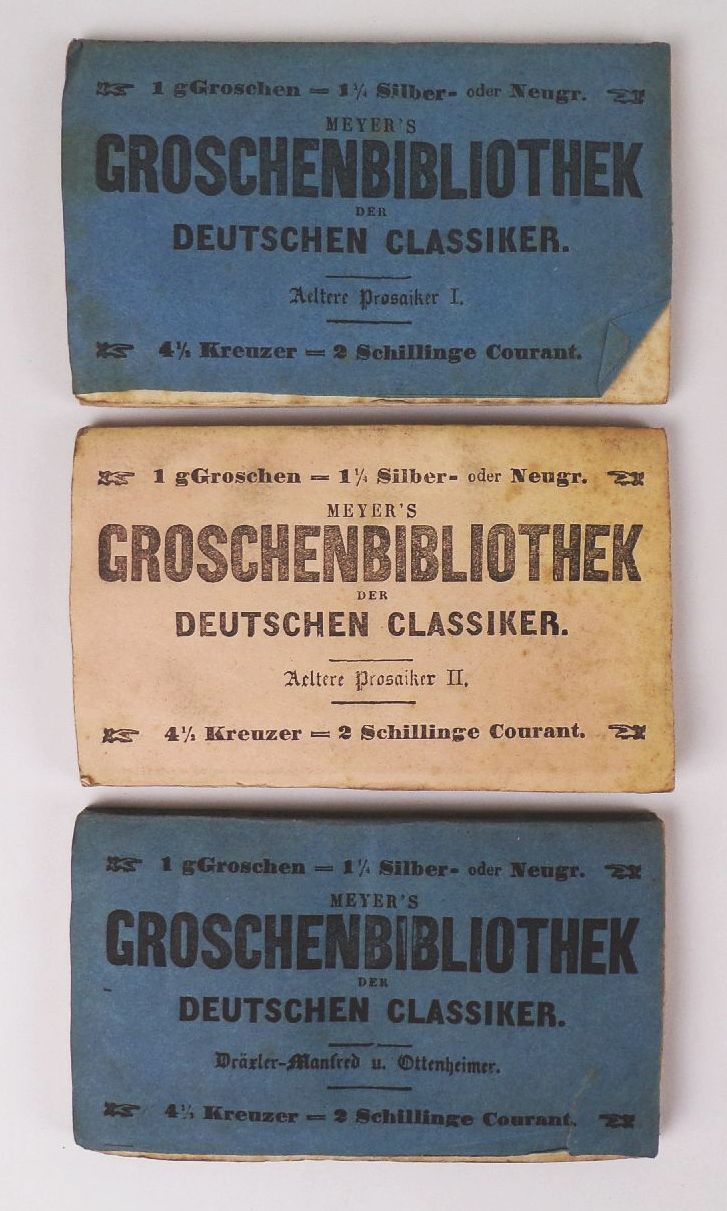 1 gGroschen = 1¼ Silber- oder Neugr.
MEYER'S
GROSCHENBIBLIOTHEK
DER
DEUTSCHEN CLASSIKER.
Aeltere Prosaiker I.
4½ Kreuzer = 2 Schillinge Courant.
1 gGroschen = 1¼ Silber- oder Neugr.
MEYER'S
GROSCHENBIBLIOTHEK
DER
DEUTSCHEN CLASSIKER.
Aeltere Prosaiker II.
4½ Kreuzer = 2 Schillinge Courant.
1 gGroschen = 1¼ Silber- oder Neugr.
MEYER'S
GROSCHENBIBLIOTHEK
DER
DEUTSCHEN CLASSIKER.
Dräxler-Manfred u. Ottenheimer.
4½ Kreuzer = 2 Schillinge Courant.